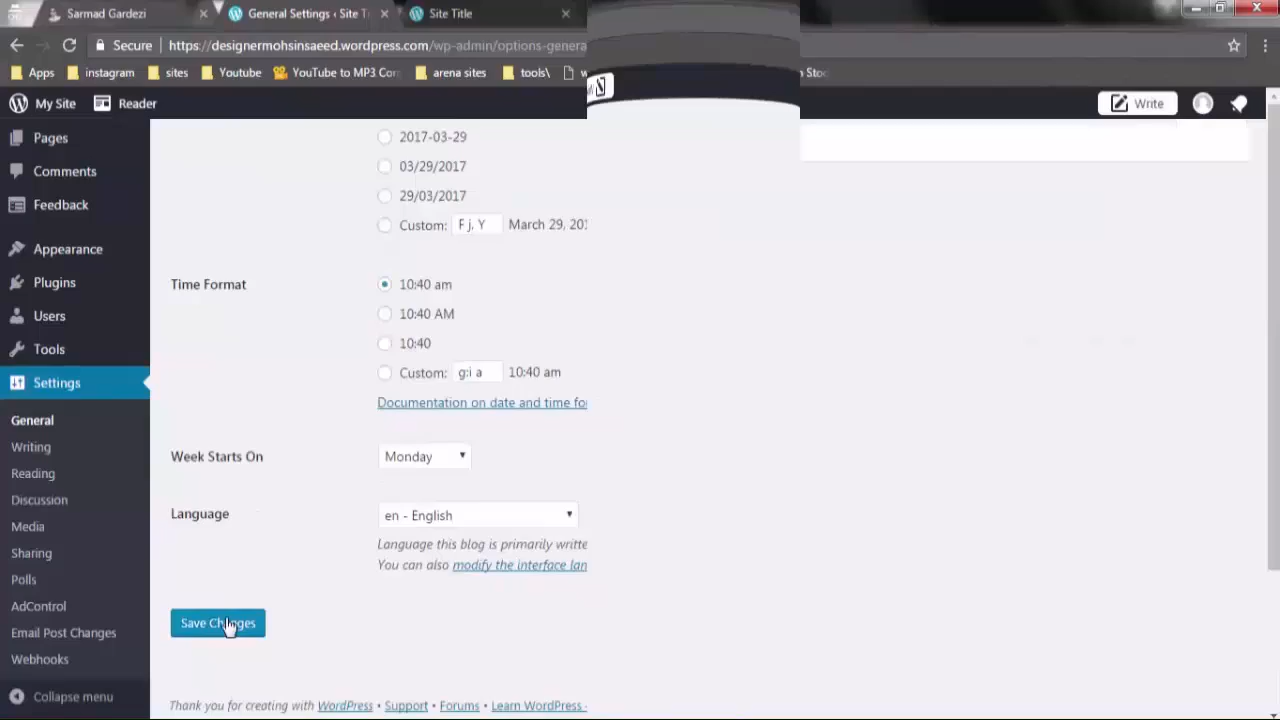 Sarmad Gardezi
General Settings ‹ Site Ti
Site Title
Secure
https://designermohsinsaeed.wordpress.com/wp-admin/options-genera
Apps
instagram
sites
Youtube
YouTube to MP3 Con
arena sites
tools\
Stoc
My Site
Reader
Write
Pages
Comments
Feedback
Appearance
Plugins
Users
Tools
Settings
General
Writing
Reading
Discussion
Media
Sharing
Polls
AdControl
Email Post Changes
Webhooks
Collapse menu
2017-03-29
03/29/2017
29/03/2017
Custom: F j, Y March 29, 201
Time Format
10:40 am
10:40 AM
10:40
Custom: g:i a 10:40 am
Documentation on date and time fo
Week Starts On
Monday
Language
en - English
Language this blog is primarily writte
You can also modify the interface lan
Save Changes
Thank you for creating with WordPress • Support • Forums • Learn WordPress -